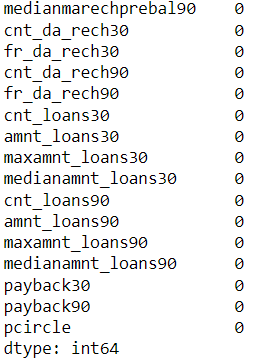 medianmarechprebal90 0
cnt_da_rech30 0
fr_da_rech30 0
cnt_da_rech90 0
fr_da_rech90 0
cnt_loans30 0
amnt_loans30 0
maxamnt_loans30 0
medianamnt_loans30 0
cnt_loans90 0
amnt_loans90 0
maxamnt_loans90 0
medianamnt_loans90 0
payback30 0
payback90 0
pcircle 0
dtype: int64